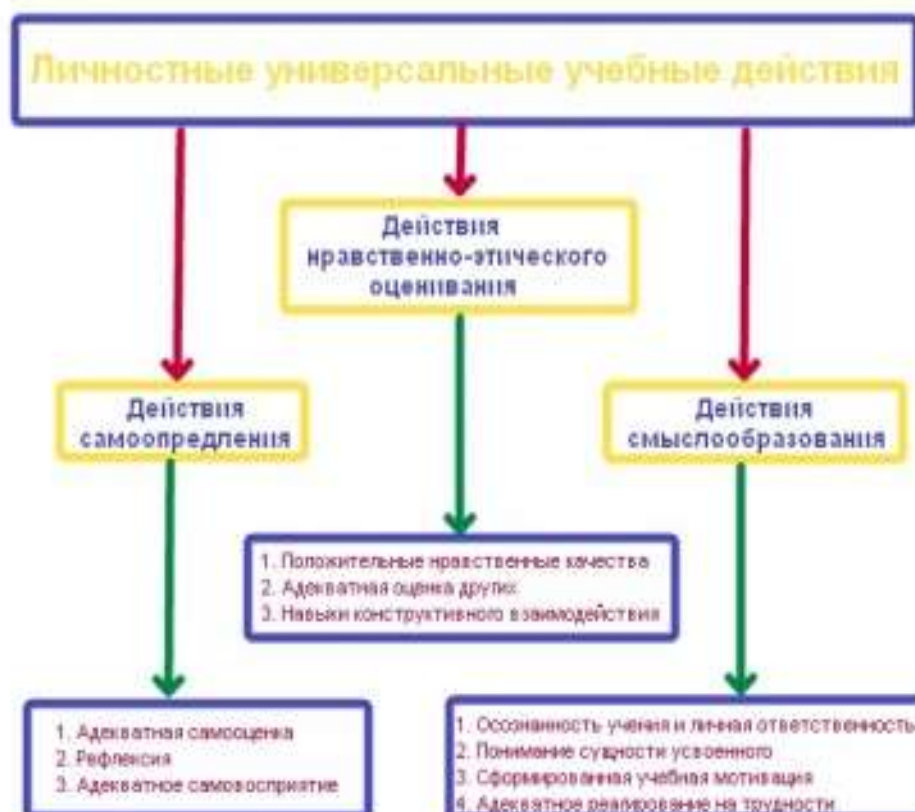 Личностные универсальные учебные действия
Действия
нравственно-этического
оценивания
Действия
самоопредления
Действия
смыслообразования
1. Положительные нравственные качества
2. Адекватная оценка других
3. Навыки конструктивного взаимодействия
1. Адекватная самооценка
2. Рефлексия
3. Адекватное самовосприятие
1. Осознанность учения и личная ответственность
2. Понимание сущности усвоенного
3. Сформированная учебная мотивация
4. Адекватное реагирование на трудности